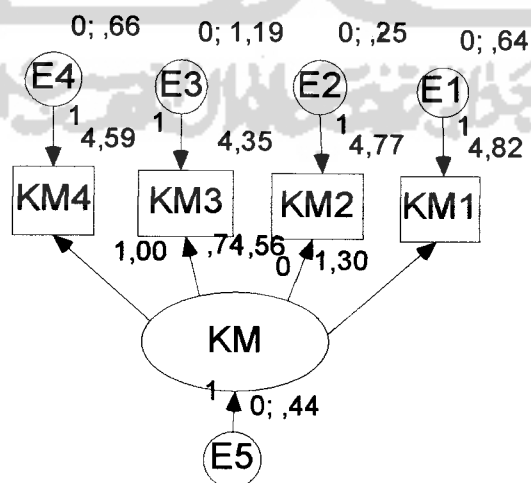 0; ,66 0; 1,19 0; ,25 0; ,64
E4 E3 E2 E1
1 1 1 1
4,59 4,35 4,77 4,82
KM4 KM3 KM2 KM1
1,00 ,74 ,56 0 1,30
KM
1 0; ,44
E5